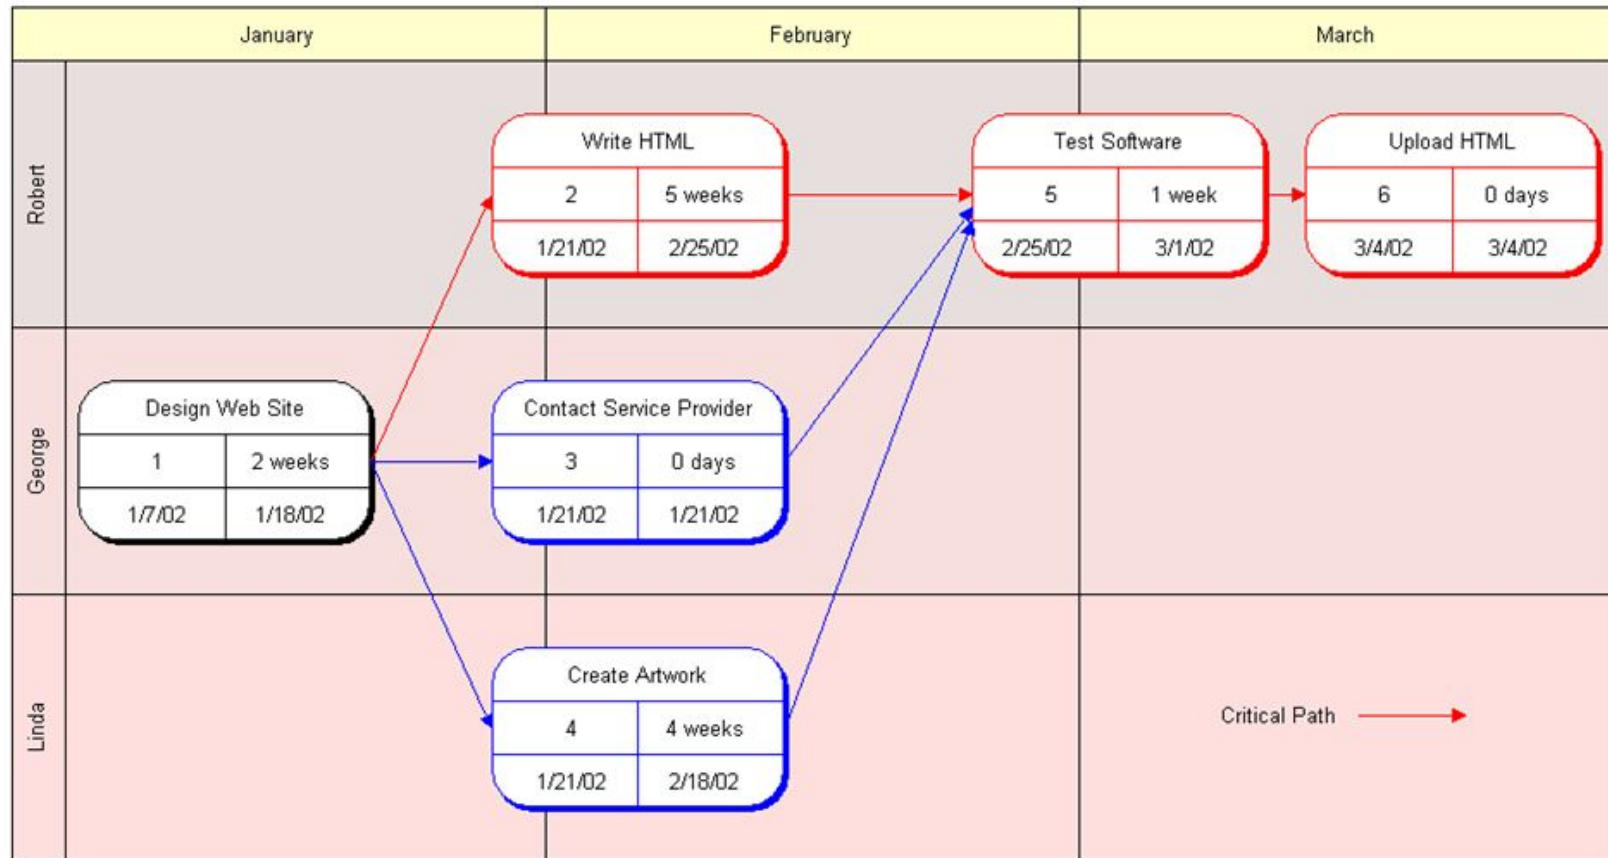 January February March
Robert
Write HTML
2 5 weeks
1/21/02 2/25/02
Test Software
5 1 week
2/25/02 3/1/02
Upload HTML
6 0 days
3/4/02 3/4/02
George
Design Web Site
1 2 weeks
1/7/02 1/18/02
Contact Service Provider
3 0 days
1/21/02 1/21/02
Linda
Create Artwork
4 4 weeks
1/21/02 2/18/02
Critical Path